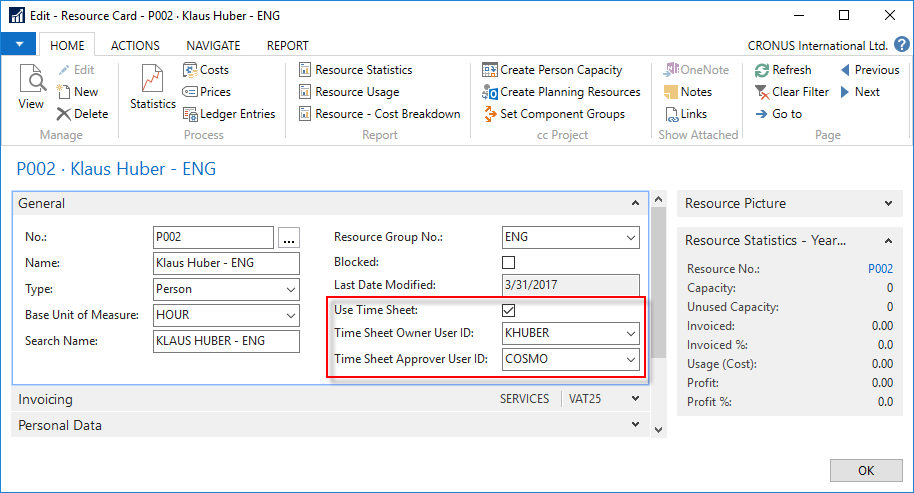 Edit - Resource Card - P002 · Klaus Huber - ENG
HOME ACTIONS NAVIGATE REPORT CRONUS International Ltd. ?
View
Edit
New
Delete
Manage
Statistics
Costs
Prices
Ledger Entries
Process
Resource Statistics
Resource Usage
Resource - Cost Breakdown
Report
Create Person Capacity
Create Planning Resources
Set Component Groups
cc Project
OneNote
Notes
Links
Show Attached
Refresh
Clear Filter
Go to
Previous
Next
Page
P002 · Klaus Huber - ENG
General
No.: P002 ...
Name: Klaus Huber - ENG
Type: Person
Base Unit of Measure: HOUR
Search Name: KLAUS HUBER - ENG
Resource Group No.: ENG
Blocked:
Last Date Modified: 3/31/2017
Use Time Sheet:
Time Sheet Owner User ID: KHUBER
Time Sheet Approver User ID: COSMO
Invoicing SERVICES VAT25
Personal Data
Resource Picture
Resource Statistics - Year...
Resource No.: P002
Capacity: 0
Unused Capacity: 0
Invoiced: 0.00
Invoiced %: 0.0
Usage (Cost): 0.00
Profit: 0.00
Profit %: 0.0
OK